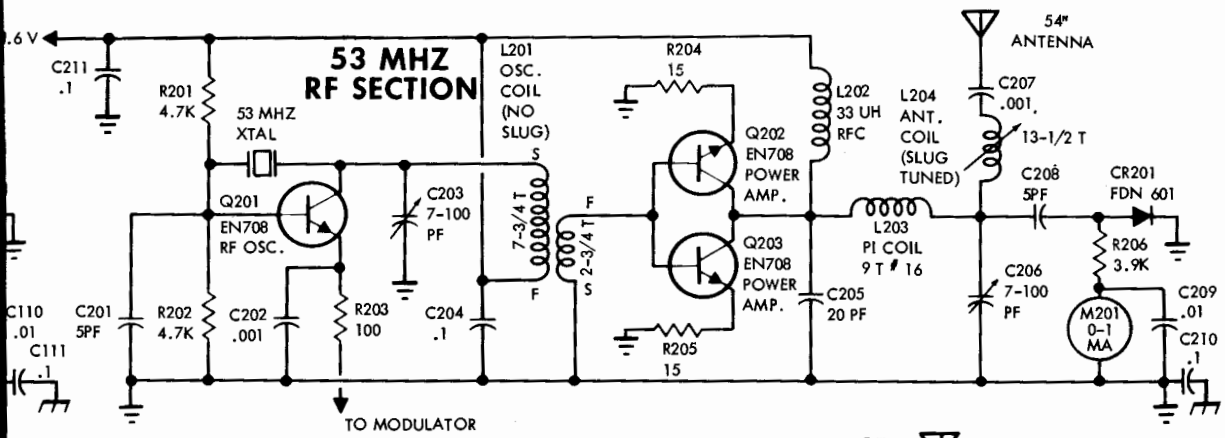 .6 V
C211
.1
R201
4.7K
53 MHZ
RF SECTION
53 MHZ
XTAL
L201
OSC.
COIL
(NO
SLUG)
R204
15
54"
ANTENNA
C207
.001
L202
33 UH
RFC
L204
ANT.
COIL
(SLUG
TUNED)
13-1/2 T
Q202
EN708
POWER
AMP.
Q201
EN708
RF OSC.
C203
7-100
PF
S
7-3/4 T
F
F
2-3/4 T
S
L203
PI COIL
9 T # 16
C208
5PF
CR201
FDN 601
Q203
EN708
POWER
AMP.
R206
3.9K
C110
.01
C111
.1
C201
5PF
R202
4.7K
C202
.001
R203
100
C204
.1
R205
15
C205
20 PF
C206
7-100
PF
M201
0-1
MA
C209
.01
C210
.1
TO MODULATOR